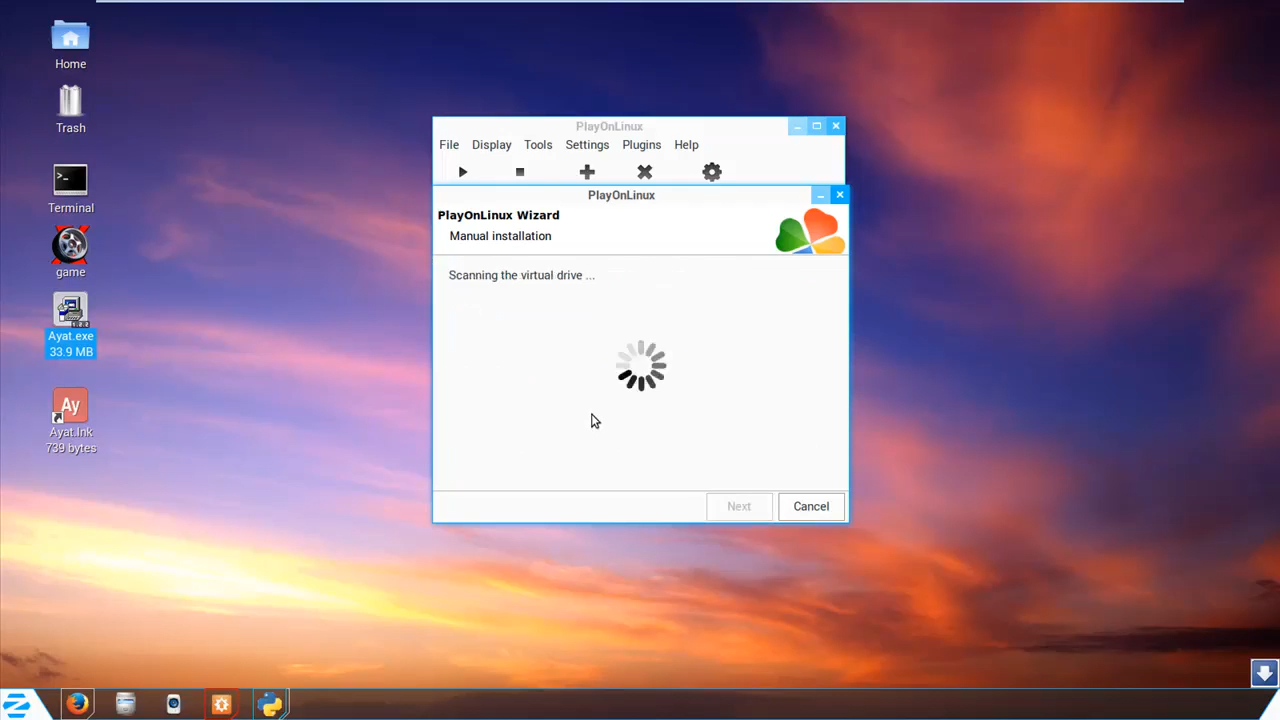 Home
Trash
Terminal
game
Ayat.exe
33.9 MB
Ay
Ayat.lnk
739 bytes
PlayOnLinux
File Display Tools Settings Plugins Help
PlayOnLinux
PlayOnLinux Wizard
Manual installation
Scanning the virtual drive ...
Next Cancel